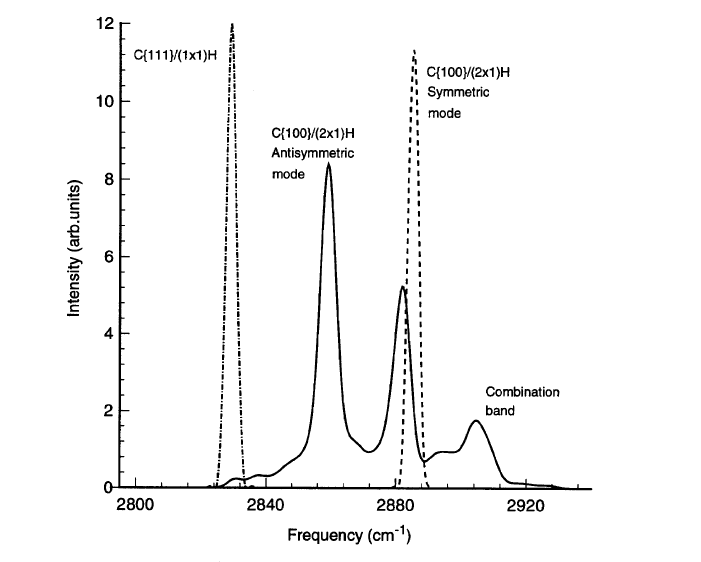 12
C{111}/(1x1)H
C{100}/(2x1)H
Symmetric
mode
10
C{100}/(2x1)H
Antisymmetric
mode
8
Intensity (arb.units)
6
4
Combination
band
2
0
2800
2840
2880
2920
Frequency (cm-1)